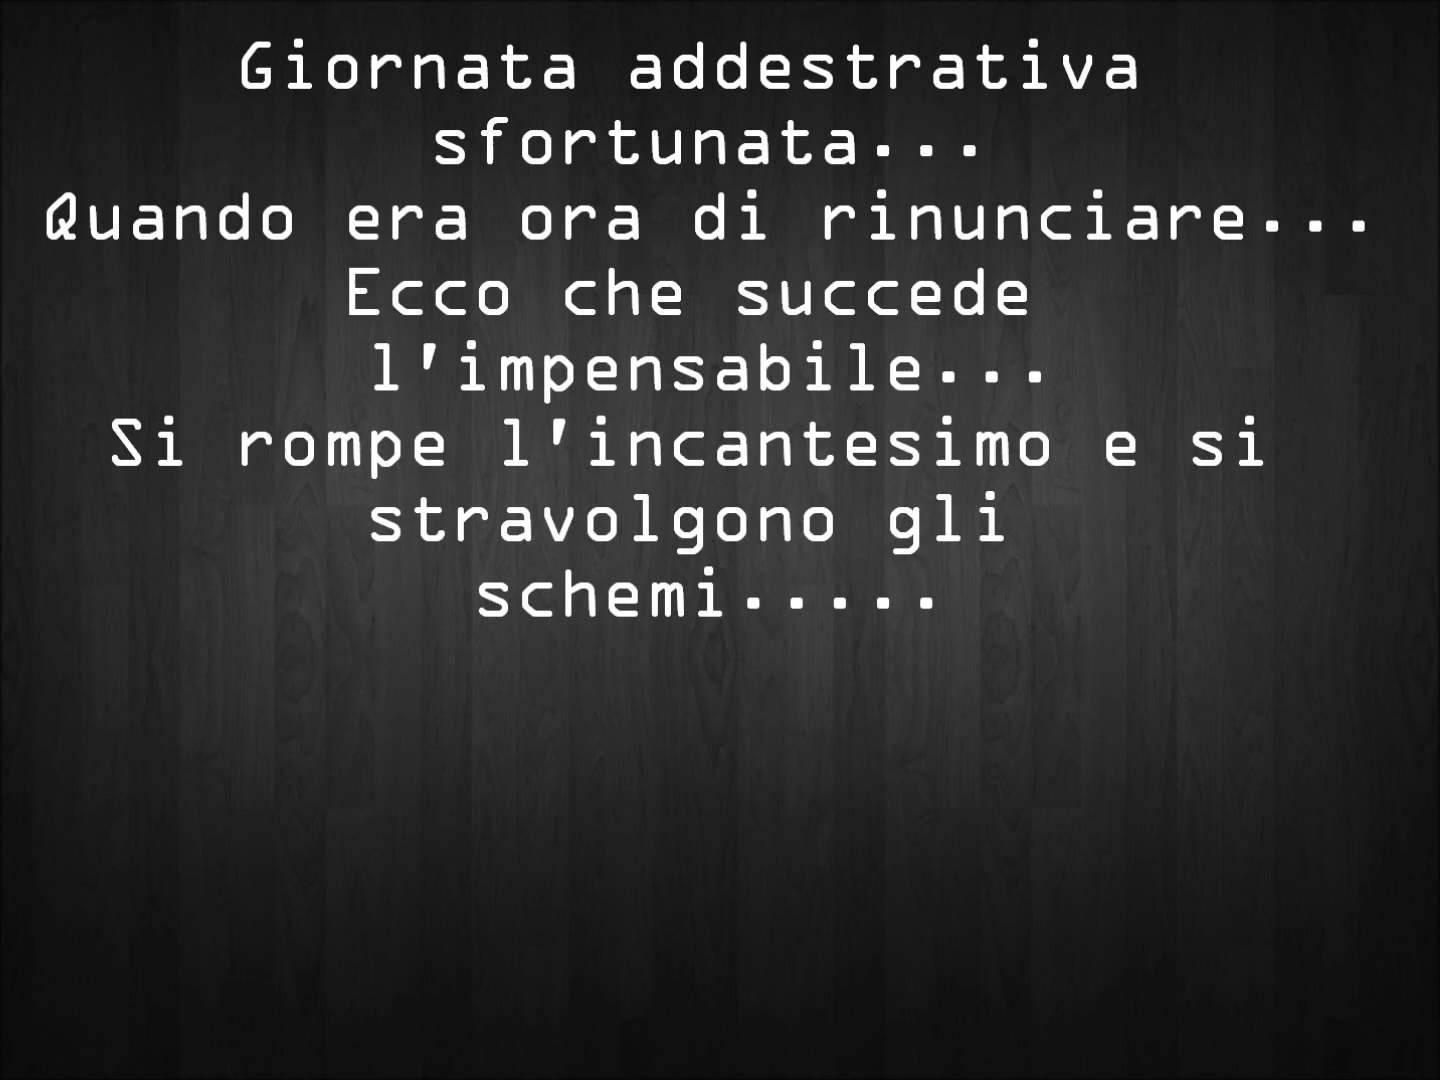 Giornata addestrativa
sfortunata...
Quando era ora di rinunciare...
Ecco che succede
l'impensabile...
Si rompe l'incantesimo e si
stravolgono gli
schemi.....